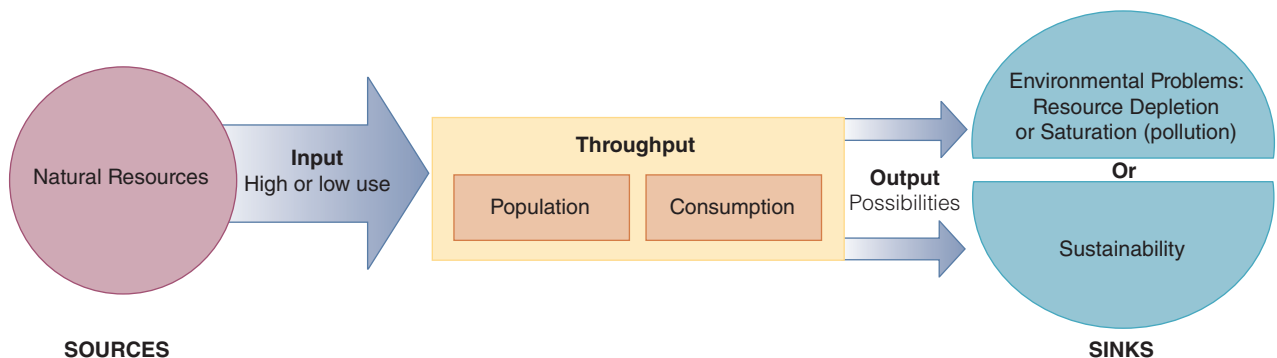 Natural Resources
Input
High or low use
Throughput
Population
Consumption
Output
Possibilities
Environmental Problems:
Resource Depletion
or Saturation (pollution)
Or
Sustainability
SOURCES
SINKS